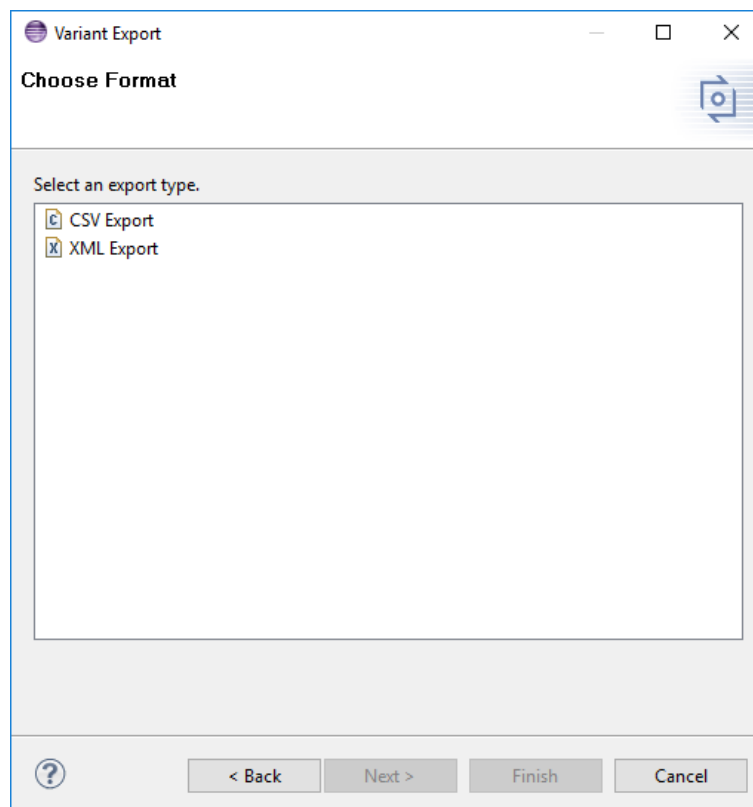 Variant Export
Choose Format
Select an export type.
C CSV Export
X XML Export
? < Back Next > Finish Cancel